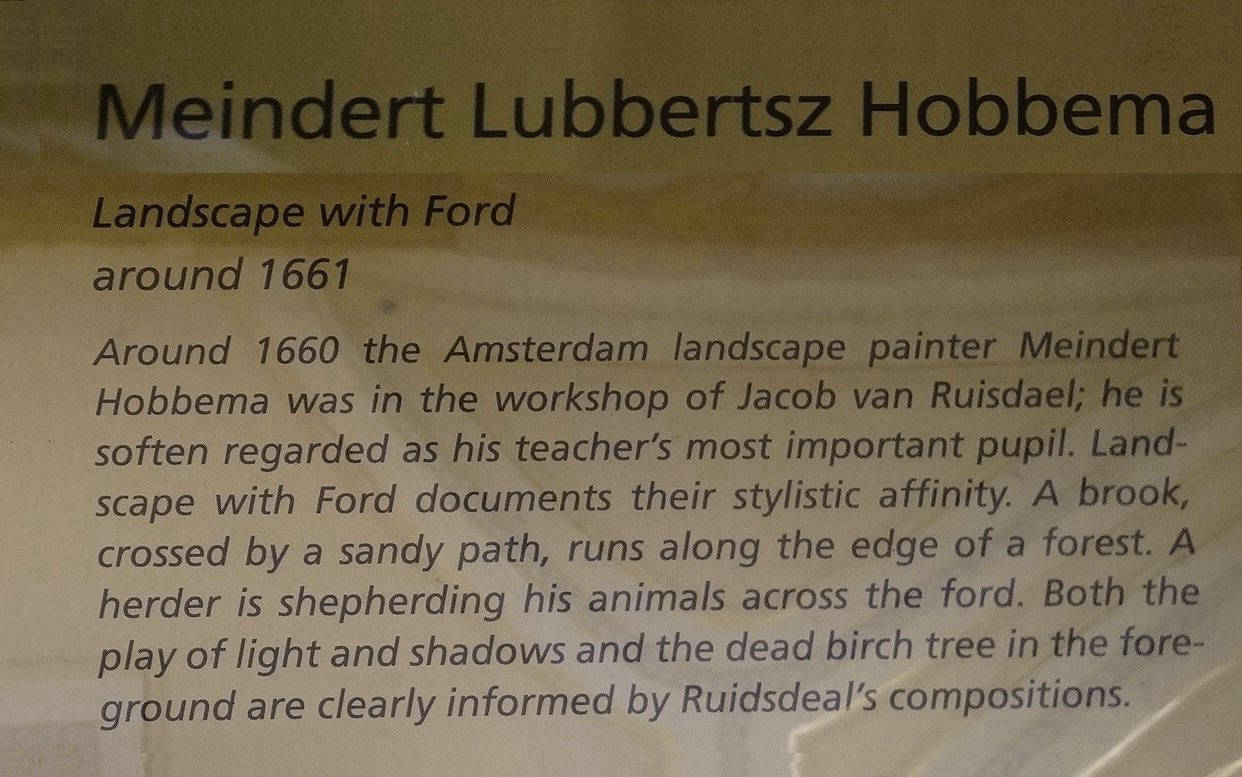 Meindert Lubbertsz Hobbema
Landscape with Ford
around 1661
Around 1660 the Amsterdam landscape painter Meindert
Hobbema was in the workshop of Jacob van Ruisdael; he is
soften regarded as his teacher's most important pupil. Land-
scape with Ford documents their stylistic affinity. A brook,
crossed by a sandy path, runs along the edge of a forest. A
herder is shepherding his animals across the ford. Both the
play of light and shadows and the dead birch tree in the fore-
ground are clearly informed by Ruidsdeal's compositions.